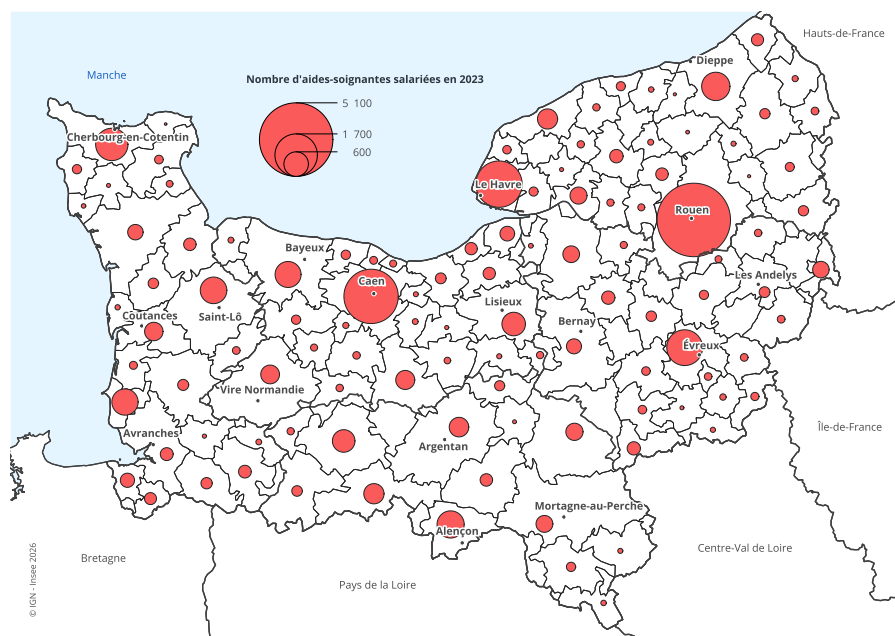 Hauts-de-France
Dieppe
Manche
Nombre d'aides-soignantes salariées en 2023
5 100
1 700
600
Cherbourg-en-Cotentin
Le Havre
Rouen
Bayeux
Caen
Les Andelys
Lisieux
Coutances
Saint-Lô
Bernay
Évreux
Vire Normandie
Avranches
Argentan
Île-de-France
Mortagne-au-Perche
Alençon
Centre-Val de Loire
Bretagne
Pays de la Loire
© IGN - Insee 2026